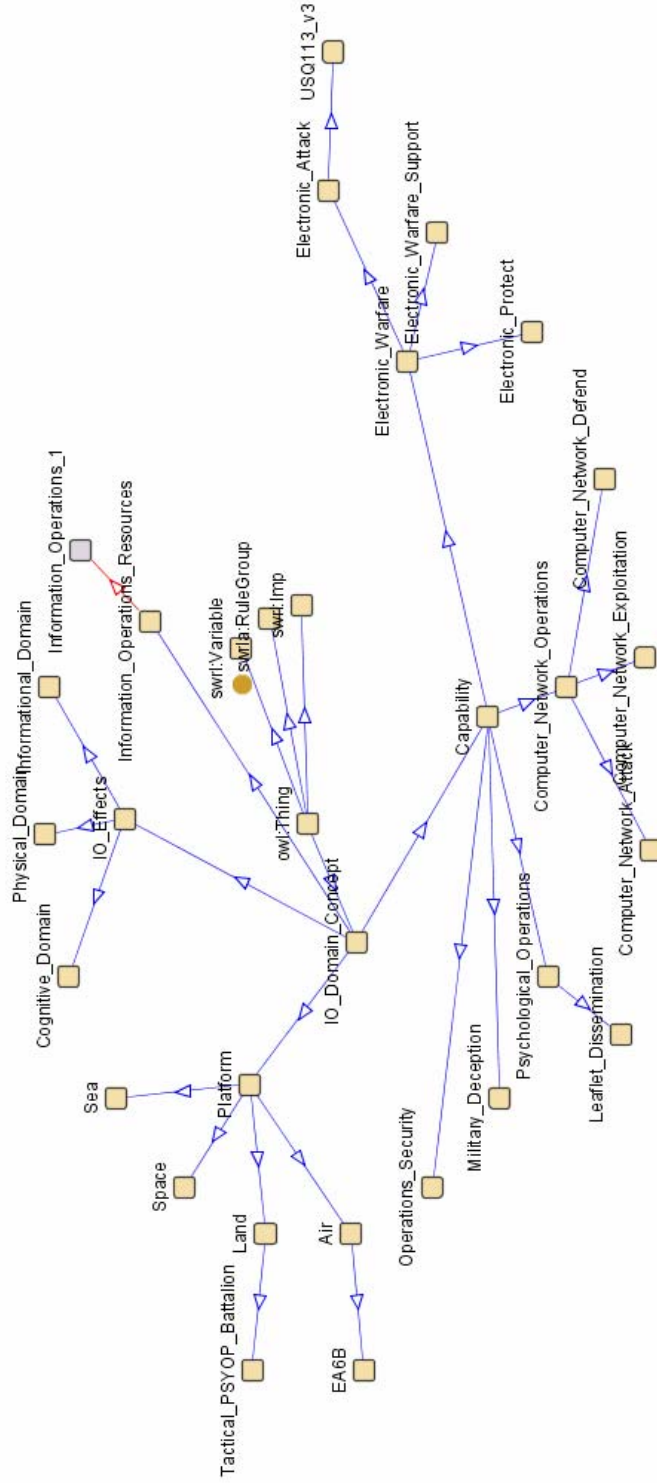 USQ113_v3
Electronic_Attack
Electronic_Warfare_Support
Electronic_Warfare
Electronic_Protect
Computer_Network_Defend
Computer_Network_Exploitation
Computer_Network_Operations
Computer_Network_Attack
Capability
Information_Operations_1
Information_Operations_Resources
swrl:Variable
swrla:RuleGroup
swrl:Imp
owl:Thing
Informational_Domain
Physical_Domain
IO_Effects
Cognitive_Domain
IO_Domain_Concept
Psychological_Operations
Leaflet_Dissemination
Military_Deception
Operations_Security
Platform
Sea
Space
Land
Air
Tactical_PSYOP_Battalion
EA6B